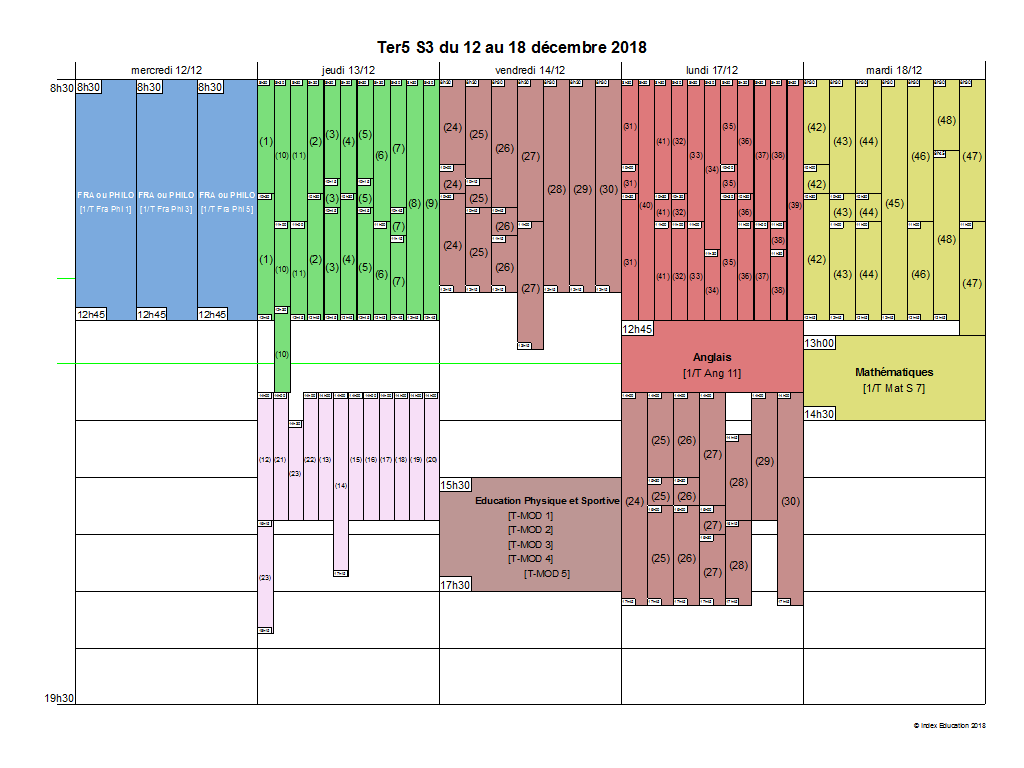 Ter5 S3 du 12 au 18 décembre 2018
mercredi 12/12 jeudi 13/12 vendredi 14/12 lundi 17/12 mardi 18/12
8h30
8h30 8h30 8h30
FRA ou PHILO FRA ou PHILO FRA ou PHILO
[1/T Fra Phi 1] [1/T Fra Phi 3] [1/T Fra Phi 5]
12h45 12h45 12h45
(1) (10) (11) (2) (3) (4) (5) (6) (7) (8) (9)
(3) (5) (7)
(1) (10) (11) (2) (3) (4) (5) (6) (7)
(10)
(12) (21) (23) (22) (13) (14) (15) (16) (17) (18) (19) (20)
(23)
(24) (25) (26) (27) (28) (29) (30)
(24) (25) (26)
(24) (25) (26) (27)
15h30
Education Physique et Sportive
[T-MOD 1]
[T-MOD 2]
[T-MOD 3]
[T-MOD 4]
[T-MOD 5]
17h30
(31) (40) (41) (32) (33) (34) (35) (36) (37) (38) (39)
(31) (41) (32) (35) (36) (38)
(31) (41) (32) (33) (34) (35) (36) (37) (38)
12h45
Anglais
[1/T Ang 11]
(24) (25) (26) (27) (28) (29) (30)
(25) (26) (27)
(25) (26) (27) (28)
(42) (43) (44) (45) (46) (48) (47)
(42) (43) (44)
(42) (43) (44) (46) (48) (47)
13h00
Mathématiques
[1/T Mat S 7]
14h30
19h30
© Index Education 2018